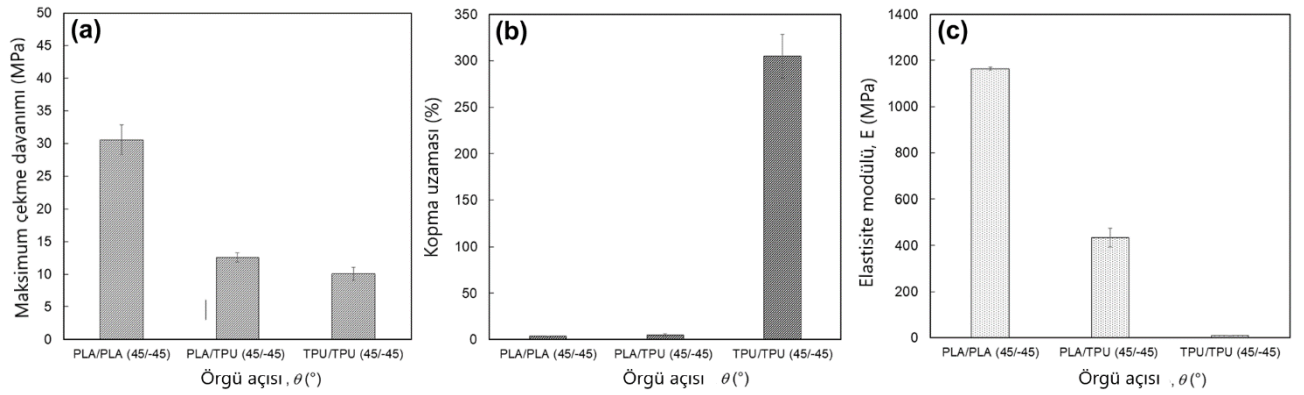 (a)
Maksimum çekme davanımı (MPa)
50
45
40
35
30
25
20
15
10
5
0
PLA/PLA (45/-45)
PLA/TPU (45/-45)
TPU/TPU (45/-45)
Örgü açısı , θ (°)
(b)
Kopma uzaması (%)
350
300
250
200
150
100
50
0
PLA/PLA (45/-45)
PLA/TPU (45/-45)
TPU/TPU (45/-45)
Örgü açısı θ (°)
(c)
Elastisite modülü, E (MPa)
1400
1200
1000
800
600
400
200
0
PLA/PLA (45/-45)
PLA/TPU (45/-45)
TPU/TPU (45/-45)
Örgü açısı , θ (°)